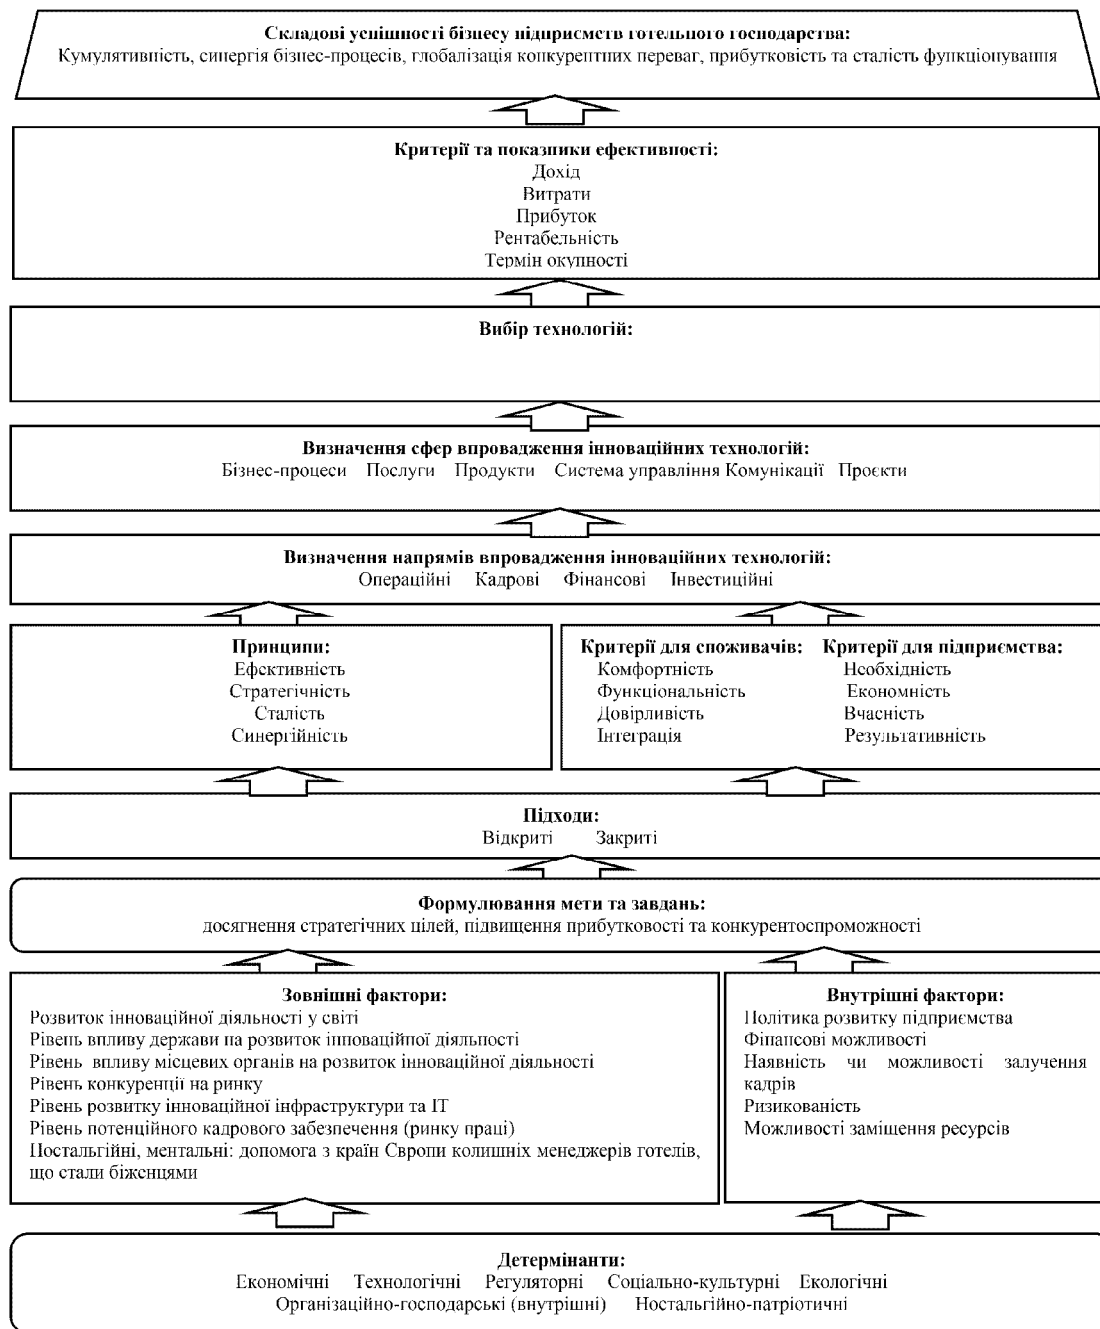 Складові успішності бізнесу підприємств готельного господарства:
Кумулятивність, синергія бізнес-процесів, глобалізація конкурентних переваг, прибутковість та сталість функціонування
Критерії та показники ефективності:
Дохід
Витрати
Прибуток
Рентабельність
Термін окупності
Вибір технологій:
Визначення сфер впровадження інноваційних технологій:
Бізнес-процеси Послуги Продукти Система управління Комунікації Проєкти
Визначення напрямів впровадження інноваційних технологій:
Операційні Кадрові Фінансові Інвестиційні
Принципи:
Ефективність
Стратегічність
Сталість
Синергійність
Критерії для споживачів:
Комфортність
Функціональність
Довірливість
Інтеграція
Критерії для підприємства:
Необхідність
Економність
Вчасність
Результативність
Підходи:
Відкриті Закриті
Формулювання мети та завдань:
досягнення стратегічних цілей, підвищення прибутковості та конкурентоспроможності
Зовнішні фактори:
Розвиток інноваційної діяльності у світі
Рівень впливу держави на розвиток інноваційної діяльності
Рівень впливу місцевих органів на розвиток інноваційної діяльності
Рівень конкуренції на ринку
Рівень розвитку інноваційної інфраструктури та ІТ
Рівень потенційного кадрового забезпечення (ринку праці)
Ностальгійні, ментальні: допомога з країн Європи колишніх менеджерів готелів,
що стали біженцями
Внутрішні фактори:
Політика розвитку підприємства
Фінансові можливості
Наявність чи можливості залучення
кадрів
Ризикованість
Можливості заміщення ресурсів
Детермінанти:
Економічні Технологічні Регуляторні Соціально-культурні Екологічні
Організаційно-господарські (внутрішні) Ностальгійно-патріотичні